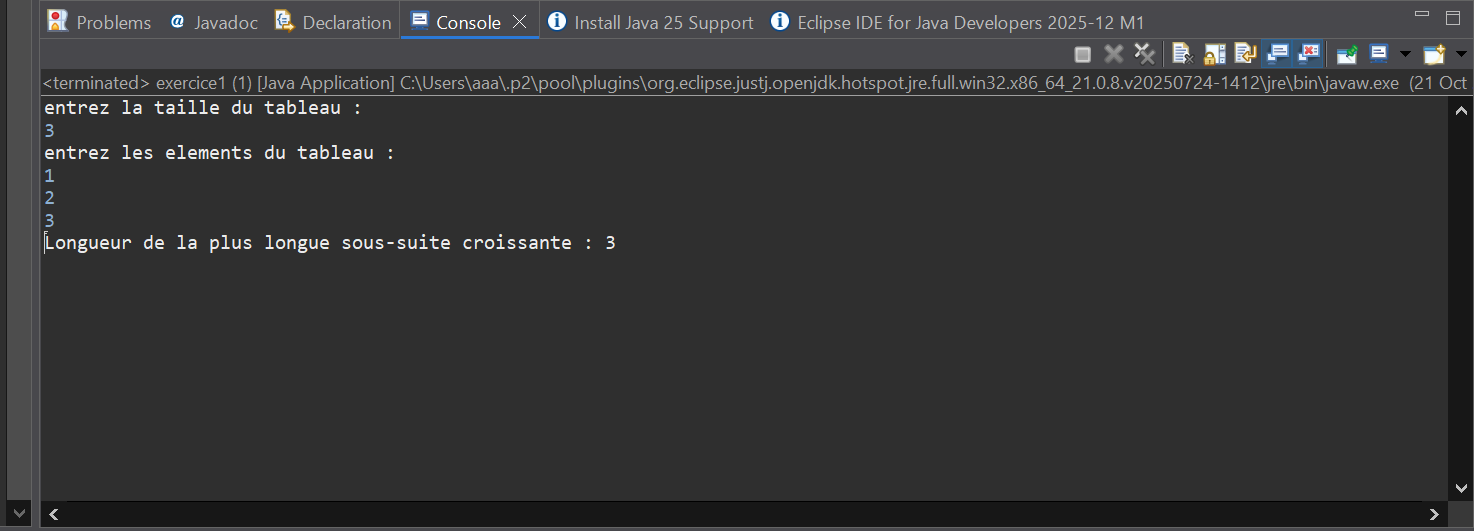 Problems @ Javadoc Declaration Console Install Java 25 Support Eclipse IDE for Java Developers 2025-12 M1
<terminated> exercice1 (1) [Java Application] C:\Users\aaa\.p2\pool\plugins\org.eclipse.justj.openjdk.hotspot.jre.full.win32.x86_64_21.0.8.v20250724-1412\jre\bin\javaw.exe (21 Oct
entrez la taille du tableau :
3
entrez les elements du tableau :
1
2
3
Longueur de la plus longue sous-suite croissante : 3